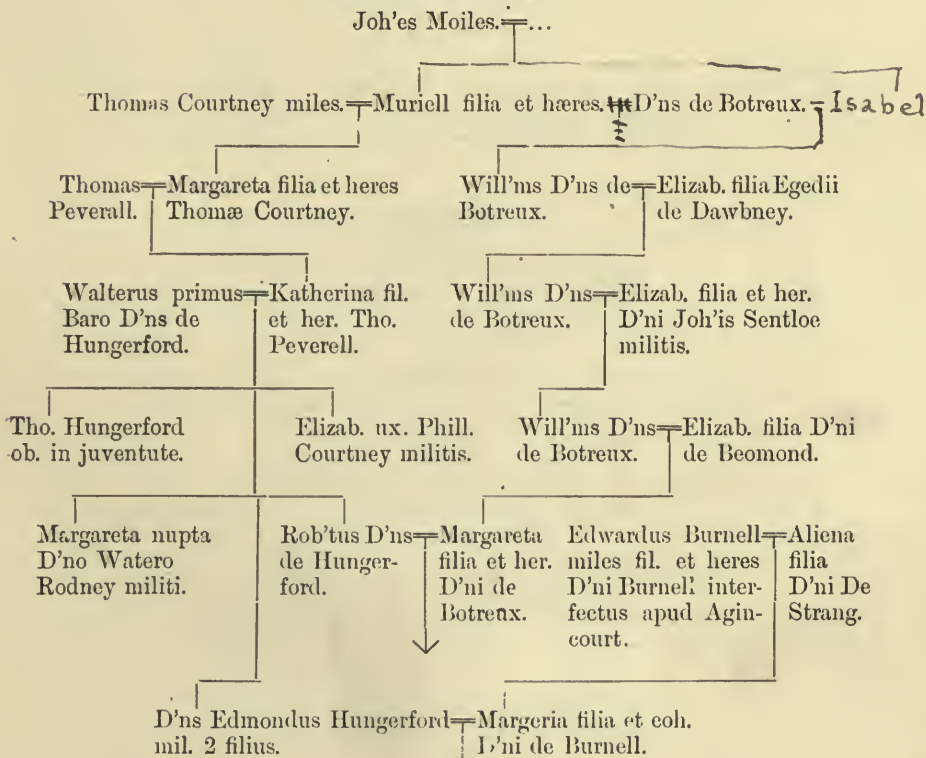 Joh'es Moiles. ...
Thomas Courtney miles. Muriell filia et hæres. D'ns de Botreux. Isabel
Thomas Peverall.
Margareta filia et heres
Thomæ Courtney.
Will'ms D'ns de
Botreux.
Elizab. filia Egedii
de Dawbney.
Walterus primus
Baro D'ns de
Hungerford.
Katherina fil.
et her. Tho.
Peverell.
Will'ms D'ns
de Botreux.
Elizab. filia et her.
D'ni Joh'is Sentloe
militis.
Tho. Hungerford
ob. in juventute.
Elizab. ux. Phill.
Courtney militis.
Will'ms D'ns
de Botreux.
Elizab. filia D'ni
de Beomond.
Margareta nupta
D'no Watero
Rodney militi.
Rob'tus D'ns
de Hunger-
ford.
Margareta
filia et her.
D'ni de
Botreux.
Edwardus Burnell
miles fil. et heres
D'ni Burnell inter-
fectus apud Agin-
court.
Aliena
filia
D'ni De
Strang.
D'ns Edmondus Hungerford
mil. 2 filius.
Margeria filia et coh.
D'ni de Burnell.